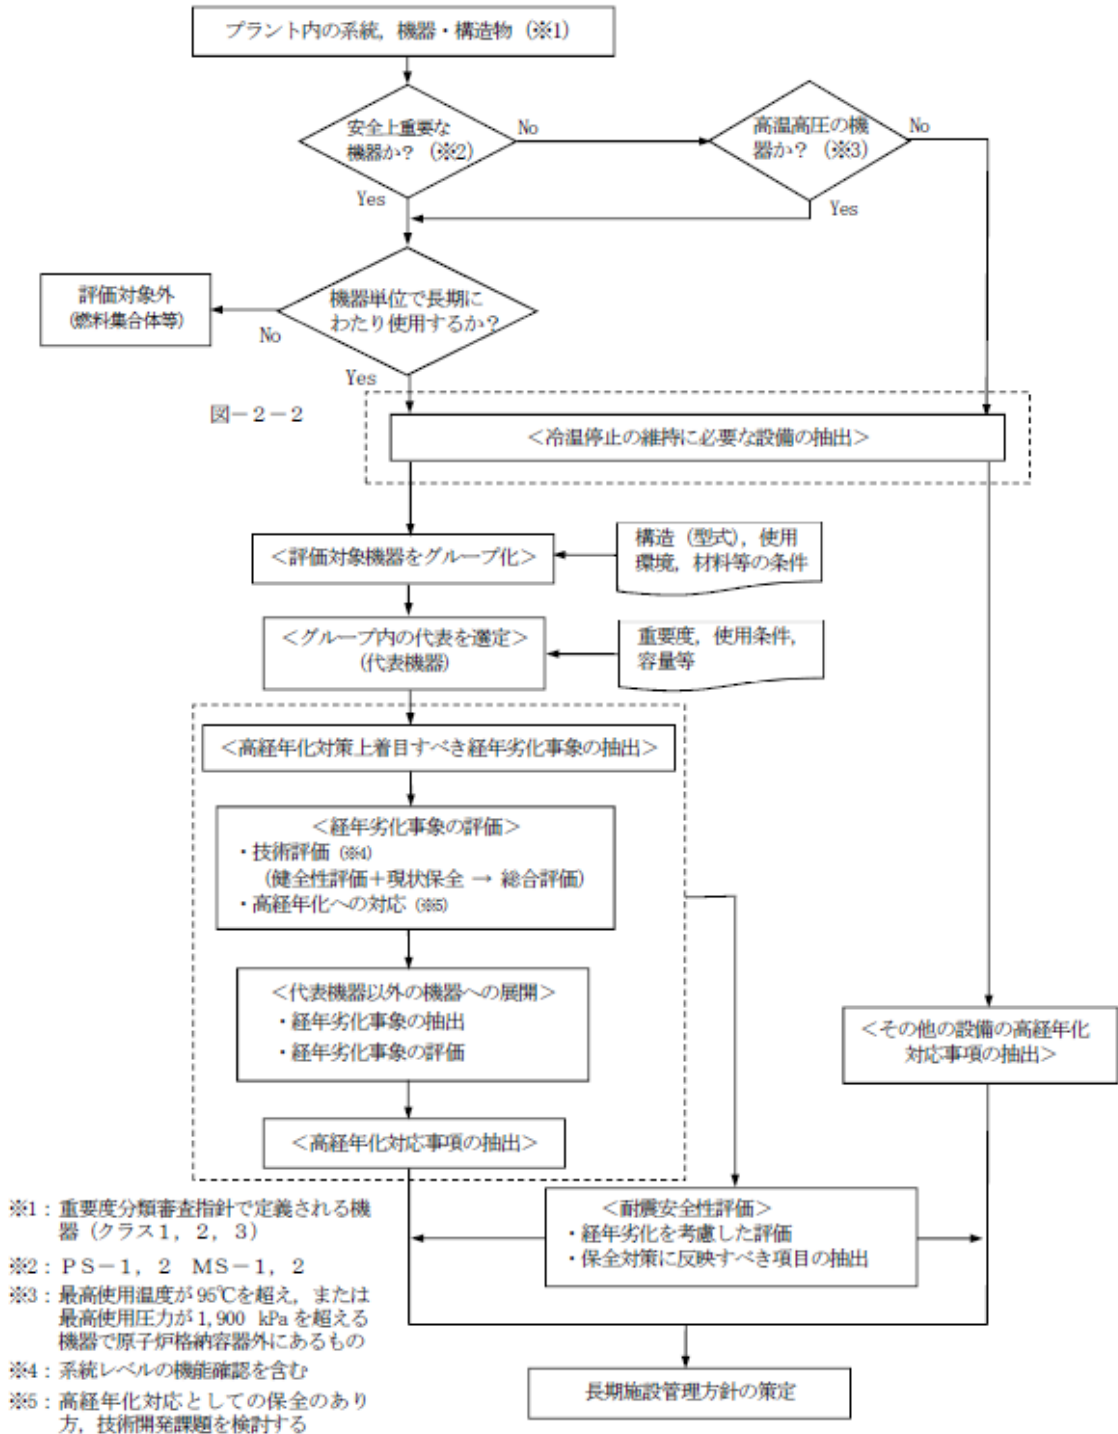 プラント内の系統，機器・構造物（※1）
安全上重要な
機器か？（※2）
No
高温高圧の機
器か？（※3）
No
Yes
Yes
評価対象外
(燃料集合体等)
機器単位で長期に
わたり使用するか？
No
Yes
図－２－２
＜冷温停止の維持に必要な設備の抽出＞
＜評価対象機器をグループ化＞
構造（型式），使用
環境，材料等の条件
＜グループ内の代表を選定＞
(代表機器)
重要度，使用条件，
容量等
＜高経年化対策上着目すべき経年劣化事象の抽出＞
＜経年劣化事象の評価＞
・技術評価（※4）
（健全性評価＋現状保全 → 総合評価）
・高経年化への対応（※5）
＜代表機器以外の機器への展開＞
・経年劣化事象の抽出
・経年劣化事象の評価
＜その他の設備の高経年化
対応事項の抽出＞
＜高経年化対応事項の抽出＞
＜耐震安全性評価＞
・経年劣化を考慮した評価
・保全対策に反映すべき項目の抽出
※1：重要度分類審査指針で定義される機
器（クラス１，２，３）
※2：ＰＳ－１，２　ＭＳ－１，２
※3：最高使用温度が95℃を超え，または
最高使用圧力が1,900 kPaを超える
機器で原子炉格納容器外にあるもの
※4：系統レベルの機能確認を含む
※5：高経年化対応としての保全のあり
方，技術開発課題を検討する
長期施設管理方針の策定